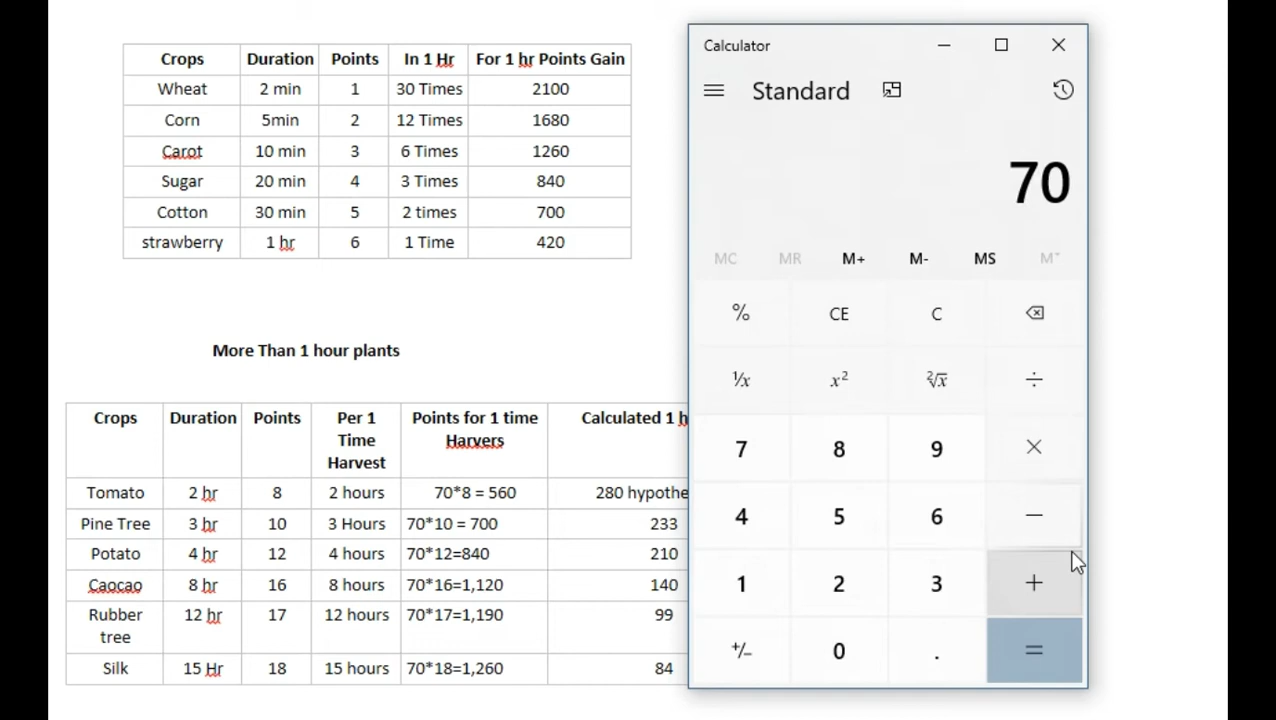 Crops Duration Points In 1 Hr For 1 hr Points Gain
Wheat 2 min 1 30 Times 2100
Corn 5min 2 12 Times 1680
Carot 10 min 3 6 Times 1260
Sugar 20 min 4 3 Times 840
Cotton 30 min 5 2 times 700
strawberry 1 hr 6 1 Time 420
More Than 1 hour plants
Crops Duration Points Per 1 Time Harvest Points for 1 time Harvers Calculated 1 h
Tomato 2 hr 8 2 hours 70*8 = 560 280 hypothe
Pine Tree 3 hr 10 3 Hours 70*10 = 700 233
Potato 4 hr 12 4 hours 70*12=840 210
Caocao 8 hr 16 8 hours 70*16=1,120 140
Rubber tree 12 hr 17 12 hours 70*17=1,190 99
Silk 15 Hr 18 15 hours 70*18=1,260 84
Calculator
Standard
70
MC MR M+ M- MS M˅
% CE C
¹/x x² ²√x ÷
7 8 9 ×
4 5 6 −
1 2 3 +
+/− 0 . =